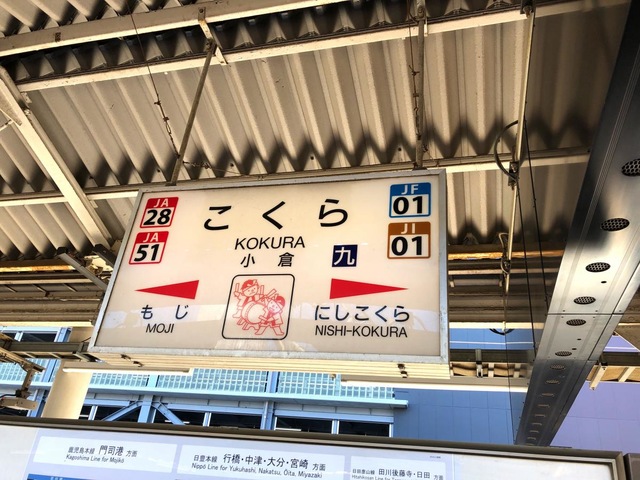 JA
28
JA
51
こくら
KOKURA
小倉
九
JF
01
JI
01
もじ
MOJI
にしこくら
NISHI-KOKURA
鹿児島本線 門司港 方面
Kagoshima Line for Mojikō
日豊本線 行橋・中津・大分・宮崎 方面
Nippō Line for Yukuhashi, Nakatsu, Ōita, Miyazaki
日田彦山線 田川後藤寺・日田 方面